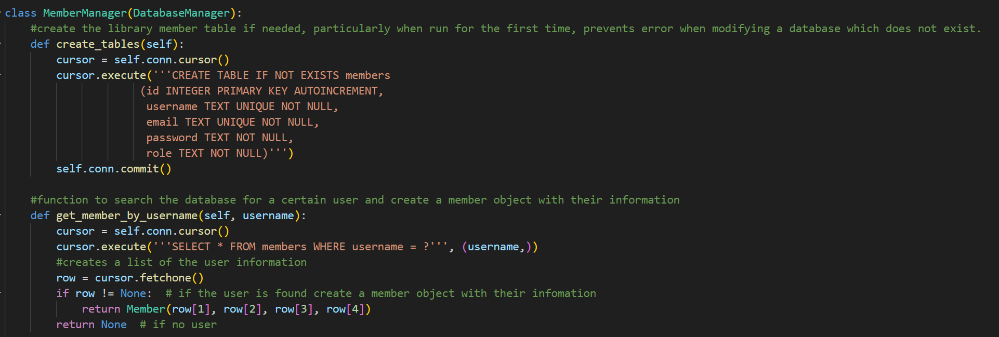 class MemberManager(DatabaseManager):
    #create the library member table if needed, particularly when run for the first time, prevents error when modifying a database which does not exist.
    def create_tables(self):
        cursor = self.conn.cursor()
        cursor.execute('''CREATE TABLE IF NOT EXISTS members
                     (id INTEGER PRIMARY KEY AUTOINCREMENT,
                      username TEXT UNIQUE NOT NULL,
                      email TEXT UNIQUE NOT NULL,
                      password TEXT NOT NULL,
                      role TEXT NOT NULL)''')
        self.conn.commit()

    #function to search the database for a certain user and create a member object with their information
    def get_member_by_username(self, username):
        cursor = self.conn.cursor()
        cursor.execute('''SELECT * FROM members WHERE username = ?''', (username,))
        #creates a list of the user information
        row = cursor.fetchone()
        if row != None:  # if the user is found create a member object with their infomation
            return Member(row[1], row[2], row[3], row[4])
        return None  # if no user